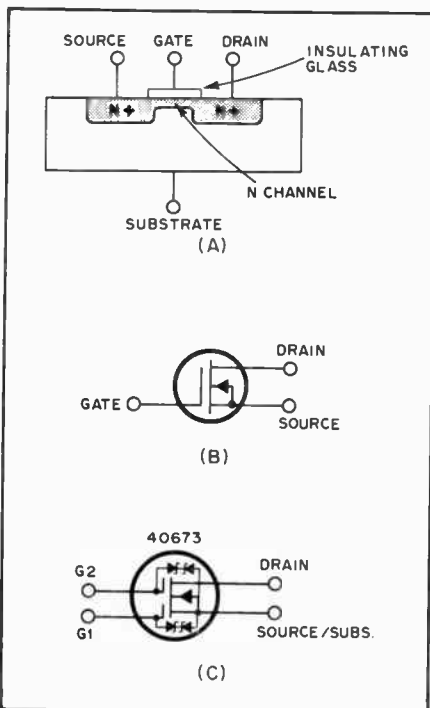 SOURCE GATE DRAIN
INSULATING
GLASS
N+ N+
N CHANNEL
SUBSTRATE
(A)
DRAIN
GATE
SOURCE
(B)
40673
G2
DRAIN
G1
SOURCE/SUBS.
(C)